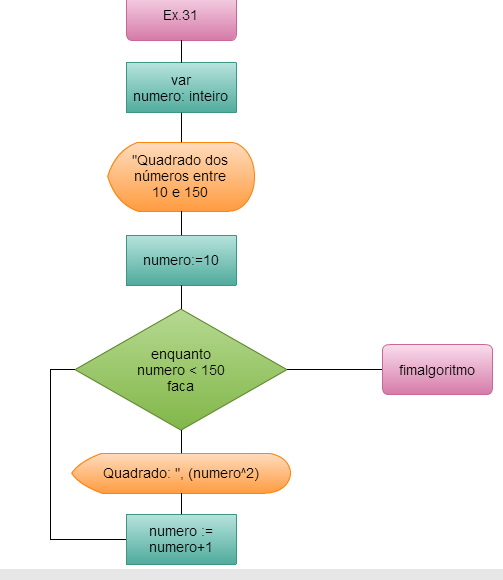 Ex.31
var
numero: inteiro
"Quadrado dos
números entre
10 e 150
numero:=10
enquanto
numero < 150
faca
fimalgoritmo
Quadrado: ", (numero^2)
numero :=
numero+1